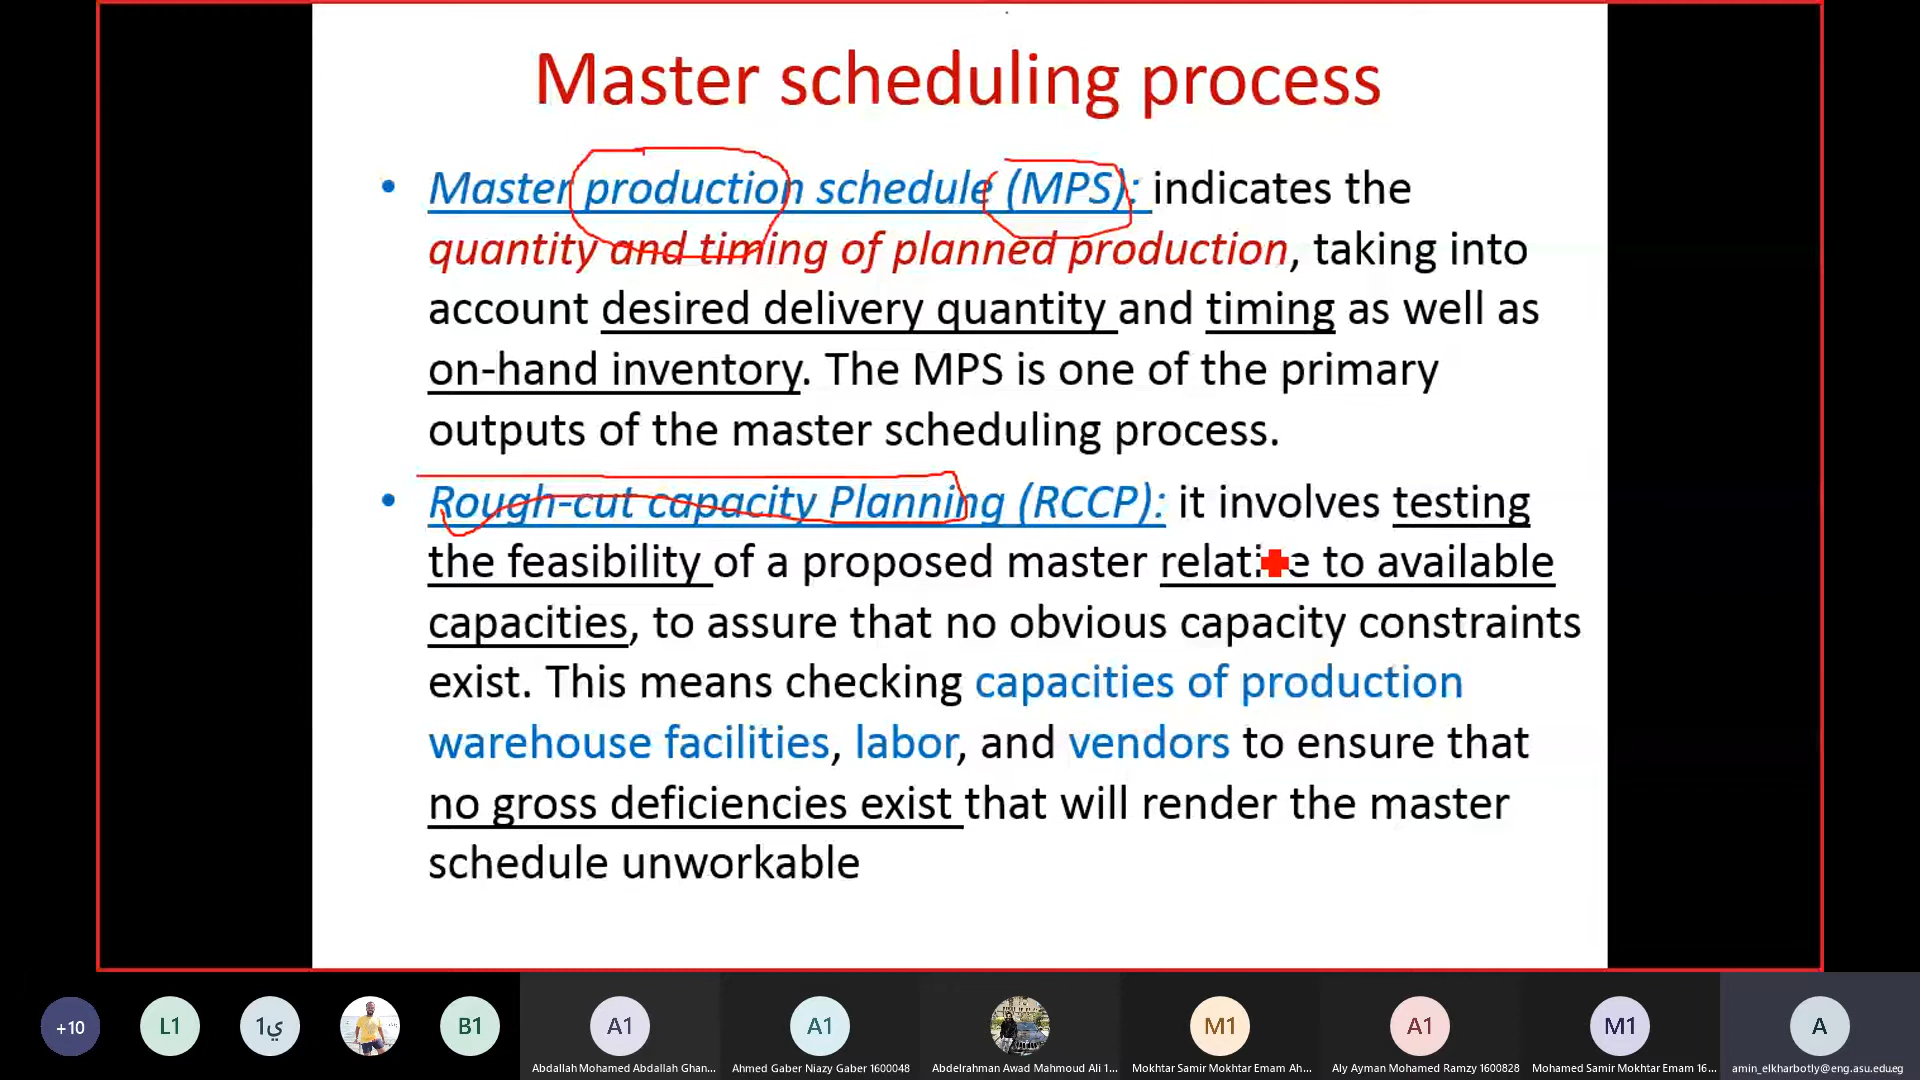 Master scheduling process
• Master production schedule (MPS): indicates the
quantity and timing of planned production, taking into
account desired delivery quantity and timing as well as
on-hand inventory. The MPS is one of the primary
outputs of the master scheduling process.
• Rough-cut capacity Planning (RCCP): it involves testing
the feasibility of a proposed master relative to available
capacities, to assure that no obvious capacity constraints
exist. This means checking capacities of production
warehouse facilities, labor, and vendors to ensure that
no gross deficiencies exist that will render the master
schedule unworkable
+10
L1
ي1
B1
A1
A1
M1
A1
M1
A
Abdallah Mohamed Abdallah Ghan...
Ahmed Gaber Niazy Gaber 1600048
Abdelrahman Awad Mahmoud Ali 1...
Mokhtar Samir Mokhtar Emam Ah...
Aly Ayman Mohamed Ramzy 1600828
Mohamed Samir Mokhtar Emam 16...
amin_elkharbotly@eng.asu.edu.eg